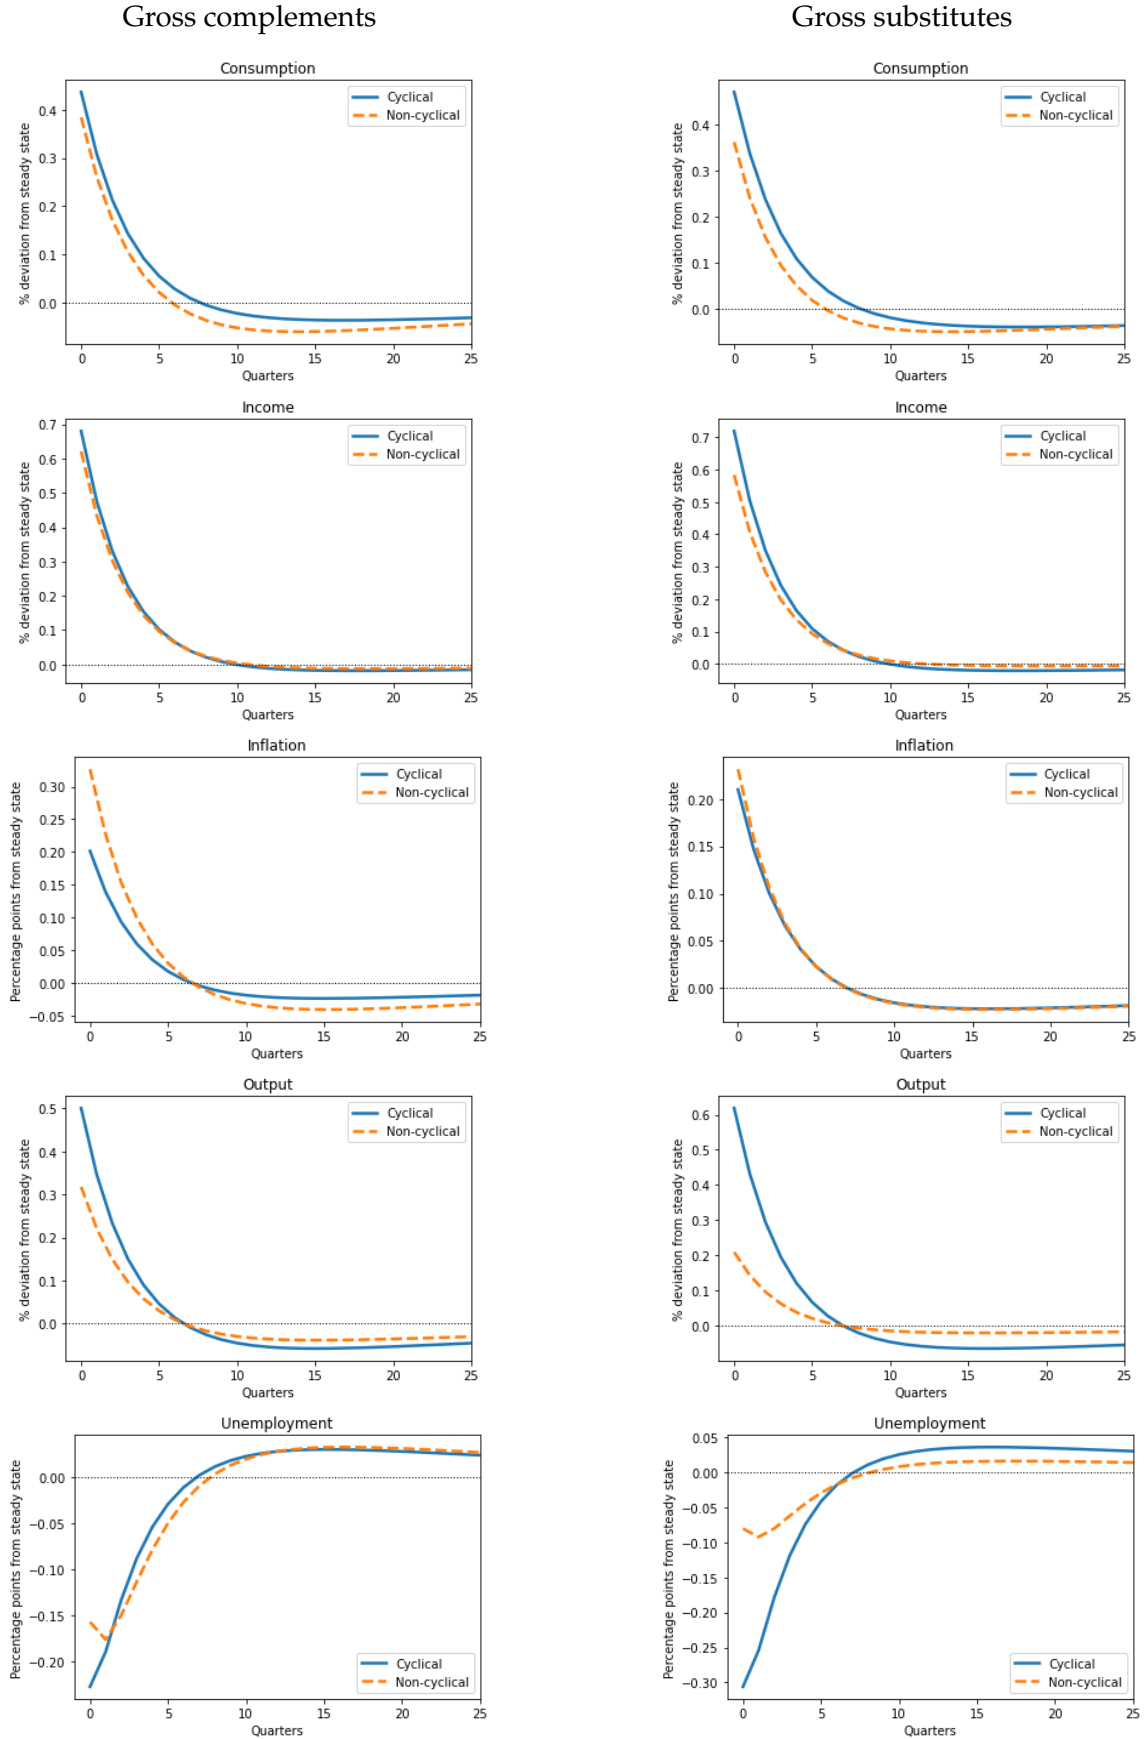 Gross complements
Gross substitutes
Consumption
% deviation from steady state
0.4
0.3
0.2
0.1
0.0
Cyclical
Non-cyclical
0 5 10 15 20 25
Quarters
Consumption
% deviation from steady state
0.4
0.3
0.2
0.1
0.0
Cyclical
Non-cyclical
0 5 10 15 20 25
Quarters
Income
% deviation from steady state
0.7
0.6
0.5
0.4
0.3
0.2
0.1
0.0
Cyclical
Non-cyclical
0 5 10 15 20 25
Quarters
Income
% deviation from steady state
0.7
0.6
0.5
0.4
0.3
0.2
0.1
0.0
Cyclical
Non-cyclical
0 5 10 15 20 25
Quarters
Inflation
Percentage points from steady state
0.30
0.25
0.20
0.15
0.10
0.05
0.00
−0.05
Cyclical
Non-cyclical
0 5 10 15 20 25
Quarters
Inflation
Percentage points from steady state
0.20
0.15
0.10
0.05
0.00
Cyclical
Non-cyclical
0 5 10 15 20 25
Quarters
Output
% deviation from steady state
0.5
0.4
0.3
0.2
0.1
0.0
Cyclical
Non-cyclical
0 5 10 15 20 25
Quarters
Output
% deviation from steady state
0.6
0.5
0.4
0.3
0.2
0.1
0.0
Cyclical
Non-cyclical
0 5 10 15 20 25
Quarters
Unemployment
Percentage points from steady state
0.00
−0.05
−0.10
−0.15
−0.20
Cyclical
Non-cyclical
0 5 10 15 20 25
Quarters
Unemployment
Percentage points from steady state
0.05
0.00
−0.05
−0.10
−0.15
−0.20
−0.25
−0.30
Cyclical
Non-cyclical
0 5 10 15 20 25
Quarters